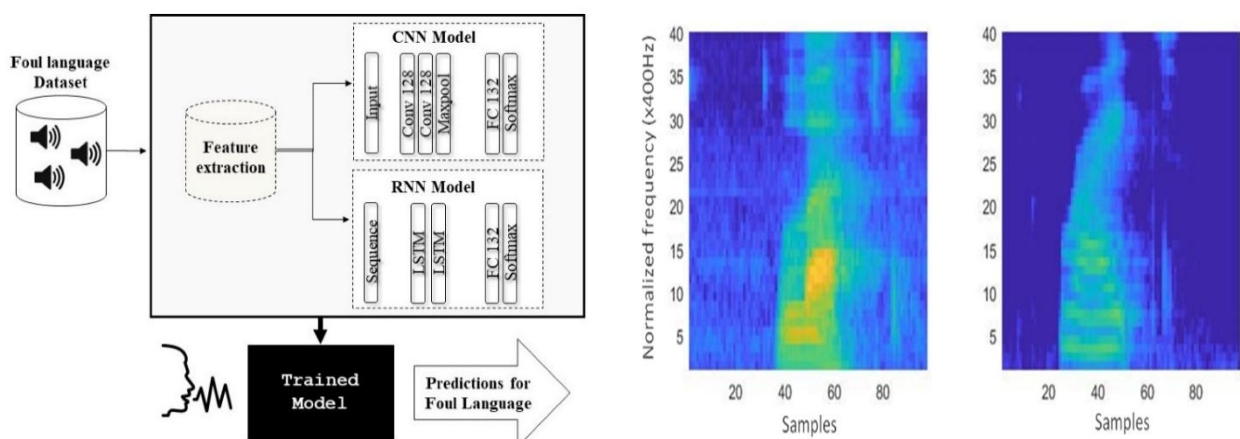 Foul language
Dataset
Feature
extraction
CNN Model
Input
Conv 128
Conv 128
Maxpool
FC 132
Softmax
RNN Model
Sequence
LSTM
LSTM
FC 132
Softmax
Trained
Model
Predictions for
Foul Language
Normalized frequency (x400Hz)
40
35
30
25
20
15
10
5
20
40
60
80
Samples
40
35
30
25
20
15
10
5
20
40
60
80
Samples